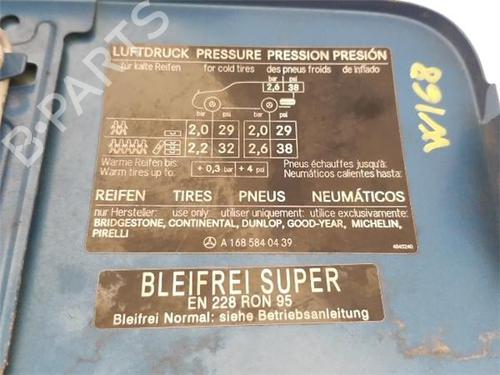 LUFTDRUCK PRESSURE PRESSION PRESIÓN
für kalte Reifen for cold tires des pneus froids de inflado
bar psi
2,6 38
bar psi bar psi
2,0 29 2,0 29
2,2 32 2,6 38
Warme Reifen bis: Pneus échauffés jusqu'à:
Warm tires up to: + 0,3 bar + 4 psi Neumáticos calientes hasta:
REIFEN TIRES PNEUS NEUMÁTICOS
nur Hersteller: use only: utiliser uniquement: utilice exclusivamente:
BRIDGESTONE, CONTINENTAL, DUNLOP, GOOD-YEAR, MICHELIN,
PIRELLI
A 168 584 04 39
4845240
BLEIFREI SUPER
EN 228 RON 95
Bleifrei Normal: siehe Betriebsanleitung
W168
B-PARTS